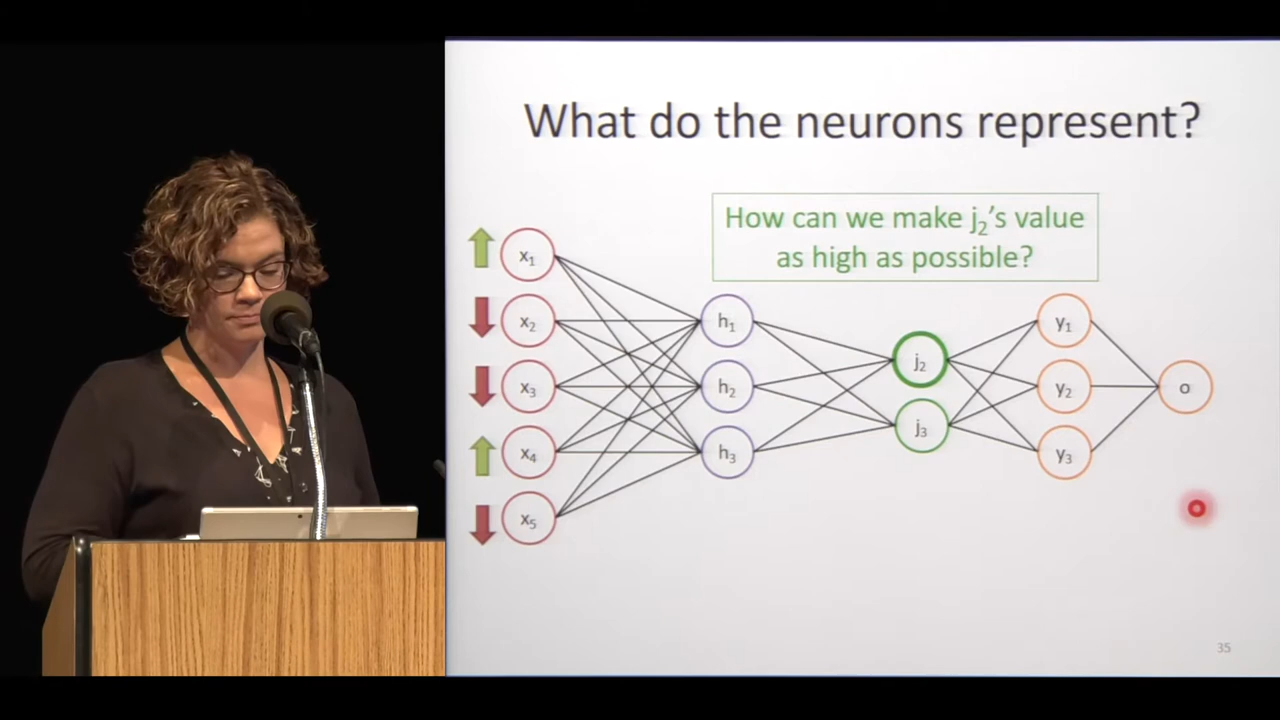 What do the neurons represent?
How can we make j₂'s value
as high as possible?
x₁
x₂
x₃
x₄
x₅
h₁
h₂
h₃
j₂
j₃
y₁
y₂
y₃
o
35